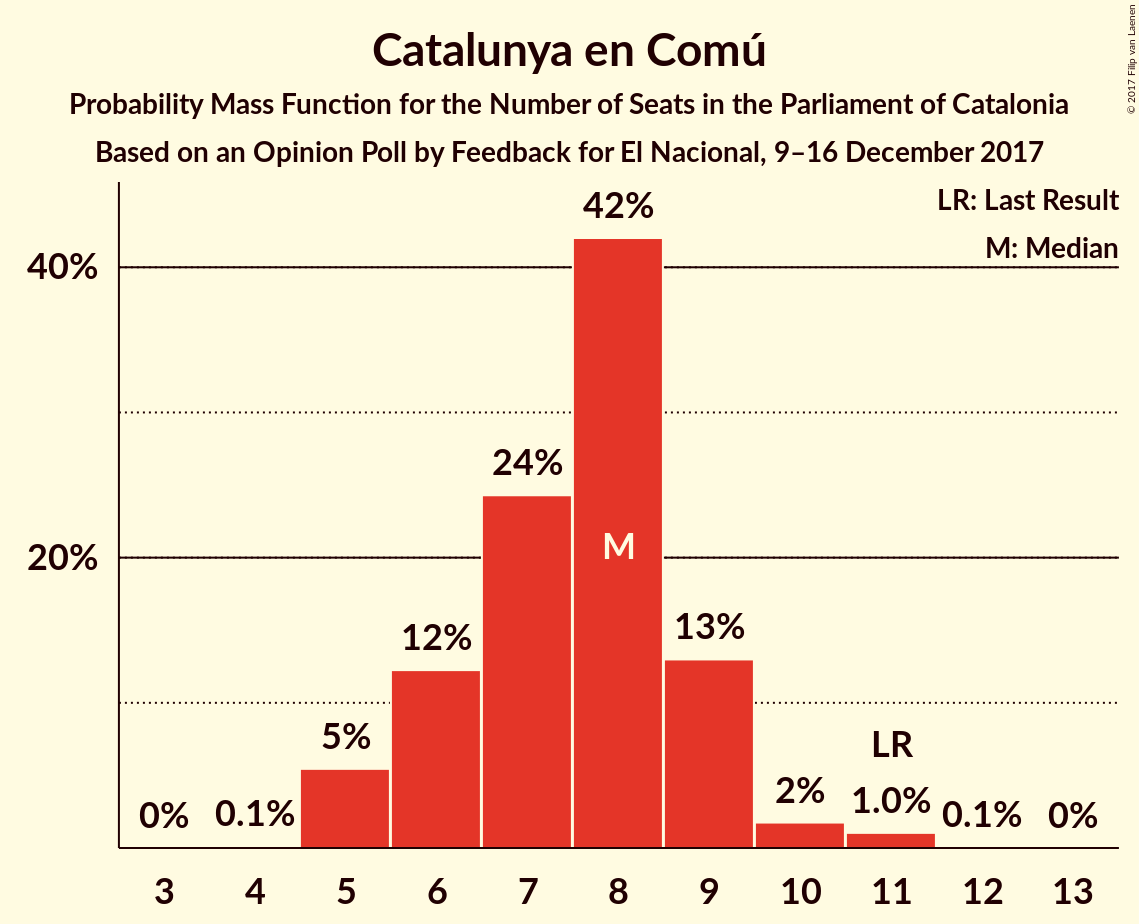 Catalunya en Comú
Probability Mass Function for the Number of Seats in the Parliament of Catalonia
Based on an Opinion Poll by Feedback for El Nacional, 9–16 December 2017
© 2017 Filip van Laenen
LR: Last Result
M: Median
40%
20%
0%
0.1%
5%
12%
24%
42%
M
13%
2%
LR
1.0%
0.1%
0%
3 4 5 6 7 8 9 10 11 12 13